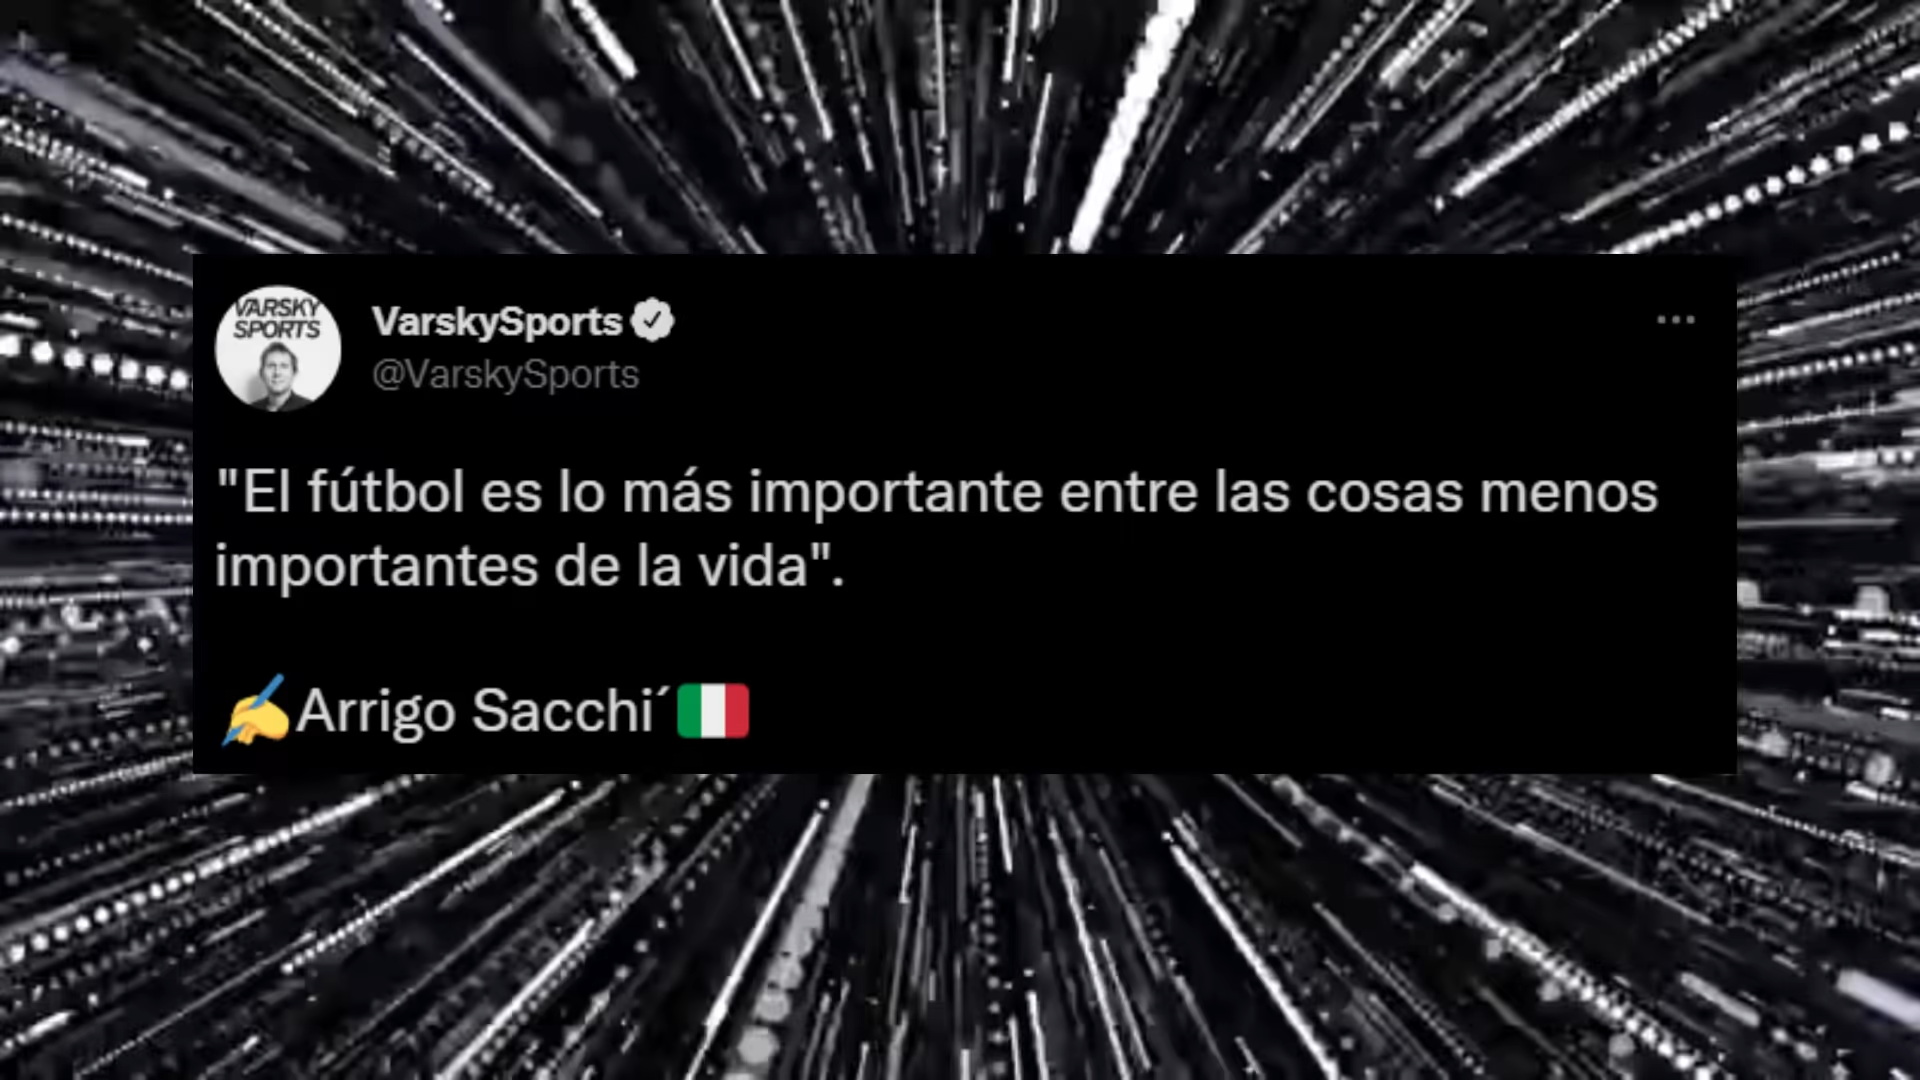 VARSKY
SPORTS
VarskySports
@VarskySports
"El fútbol es lo más importante entre las cosas menos
importantes de la vida".
✍️Arrigo Sacchi´🇮🇹